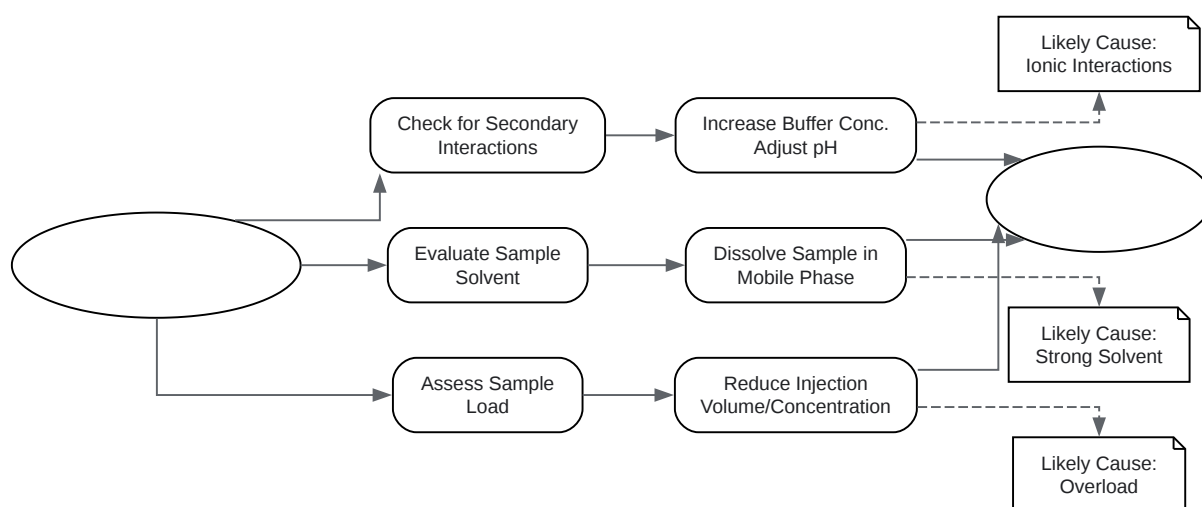 Likely Cause:
Ionic Interactions
Check for Secondary
Interactions
Increase Buffer Conc.
Adjust pH
Evaluate Sample
Solvent
Dissolve Sample in
Mobile Phase
Likely Cause:
Strong Solvent
Assess Sample
Load
Reduce Injection
Volume/Concentration
Likely Cause:
Overload